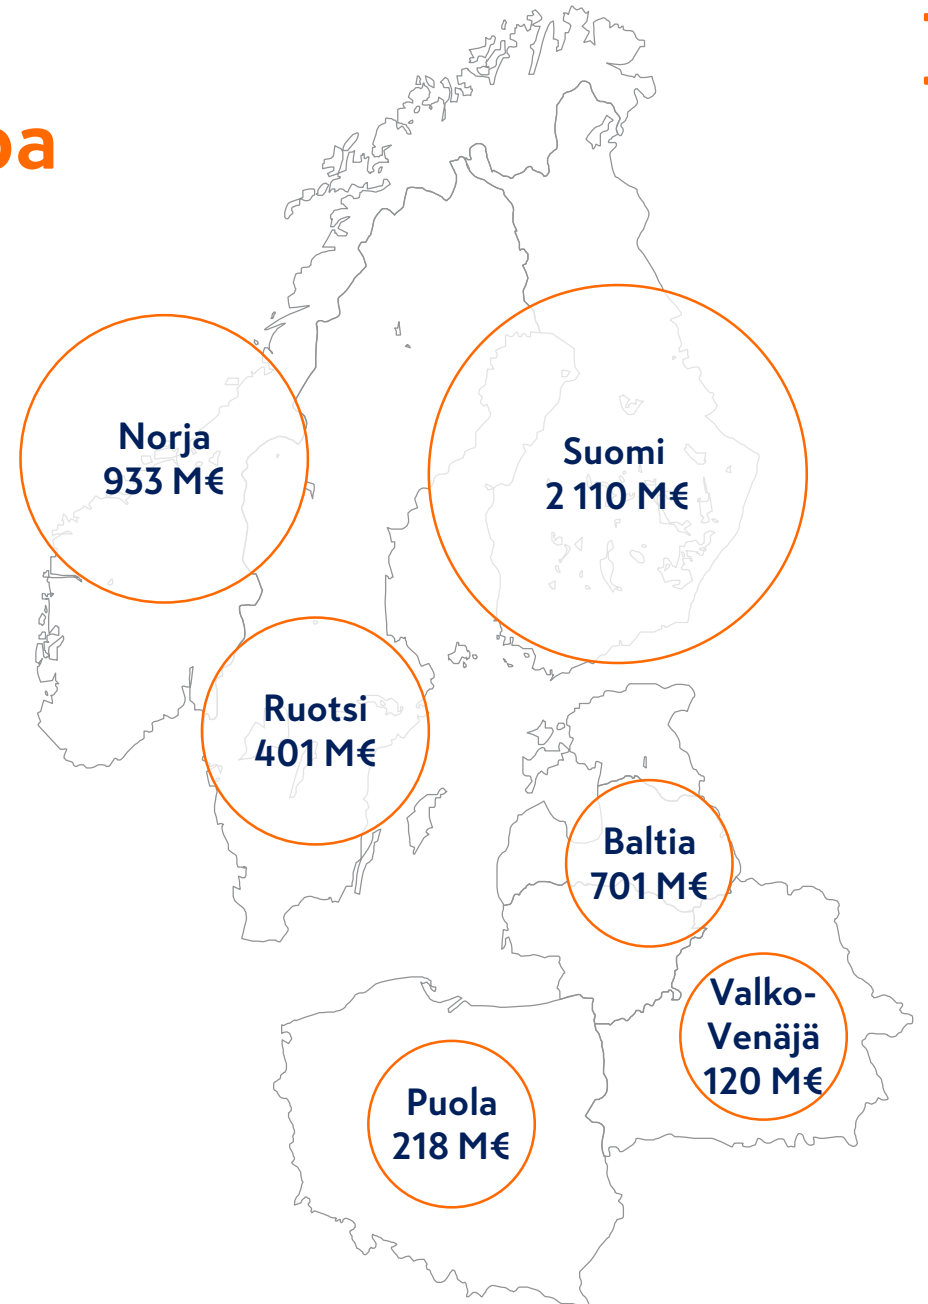 Norja
933 M€
Suomi
2 110 M€
Ruotsi
401 M€
Baltia
701 M€
Valko-
Venäjä
120 M€
Puola
218 M€